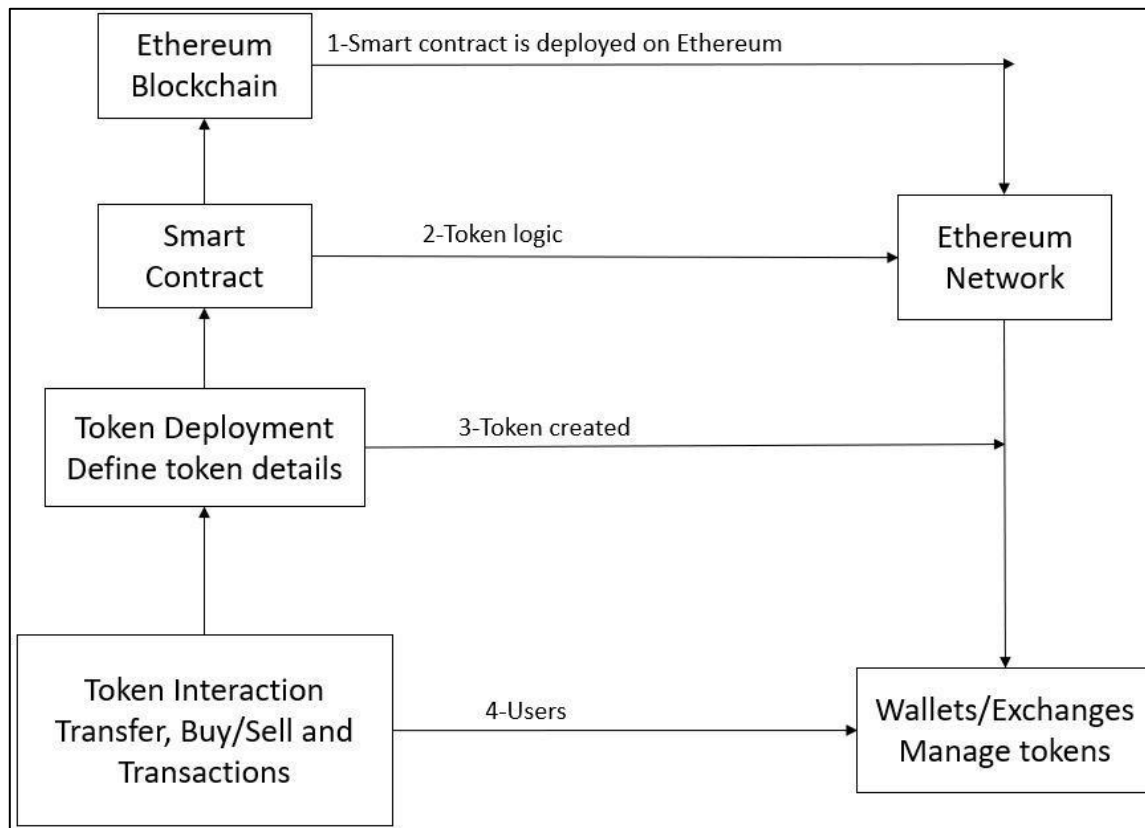 Ethereum
Blockchain
1-Smart contract is deployed on Ethereum
Smart
Contract
2-Token logic
Ethereum
Network
Token Deployment
Define token details
3-Token created
Token Interaction
Transfer, Buy/Sell and
Transactions
4-Users
Wallets/Exchanges
Manage tokens